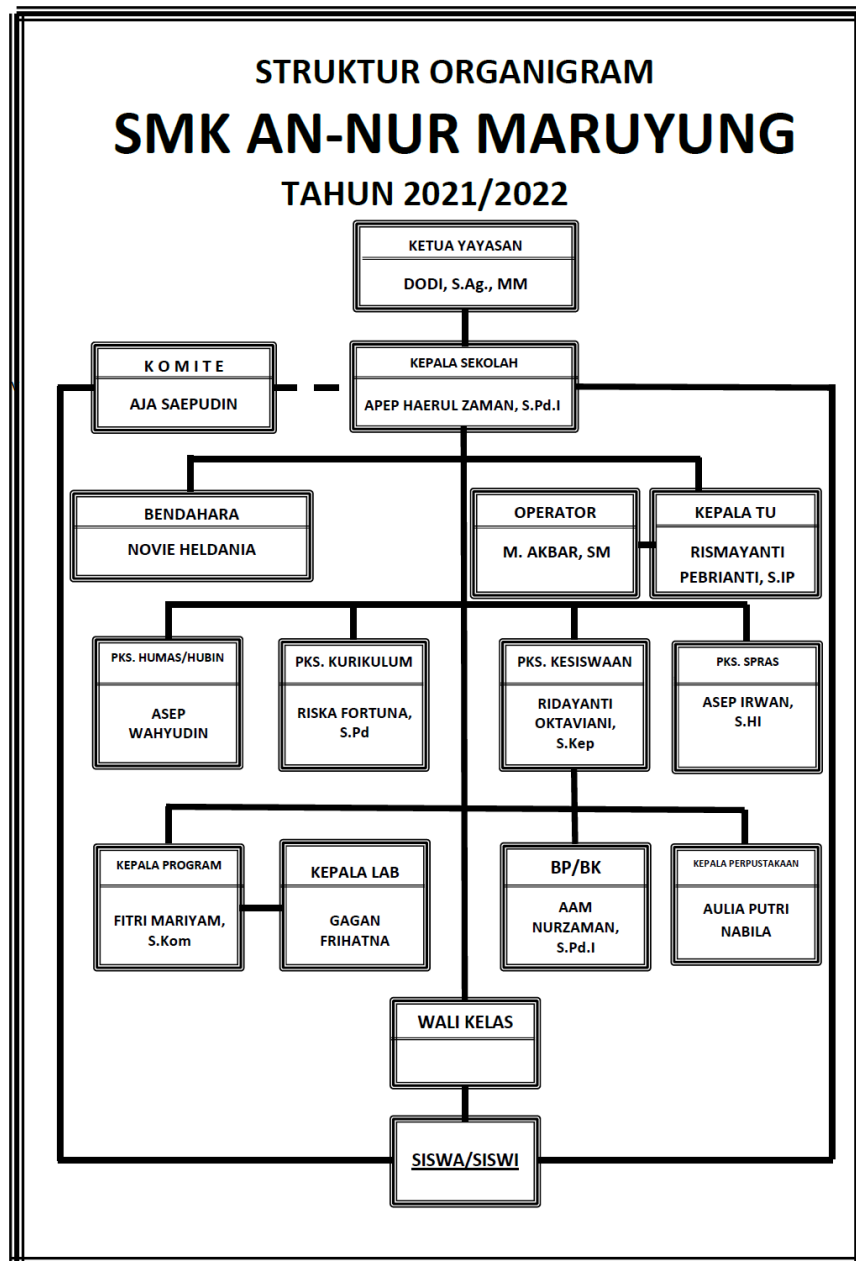 STRUKTUR ORGANIGRAM
SMK AN-NUR MARUYUNG
TAHUN 2021/2022
KETUA YAYASAN
DODI, S.Ag., MM
K O M I T E
AJA SAEPUDIN
KEPALA SEKOLAH
APEP HAERUL ZAMAN, S.Pd.I
BENDAHARA
NOVIE HELDANIA
OPERATOR
M. AKBAR, SM
KEPALA TU
RISMAYANTI
PEBRIANTI, S.IP
PKS. HUMAS/HUBIN
ASEP
WAHYUDIN
PKS. KURIKULUM
RISKA FORTUNA,
S.Pd
PKS. KESISWAAN
RIDAYANTI
OKTAVIANI,
S.Kep
PKS. SPRAS
ASEP IRWAN,
S.HI
KEPALA PROGRAM
FITRI MARIYAM,
S.Kom
KEPALA LAB
GAGAN
FRIHATNA
BP/BK
AAM
NURZAMAN,
S.Pd.I
KEPALA PERPUSTAKAAN
AULIA PUTRI
NABILA
WALI KELAS
SISWA/SISWI